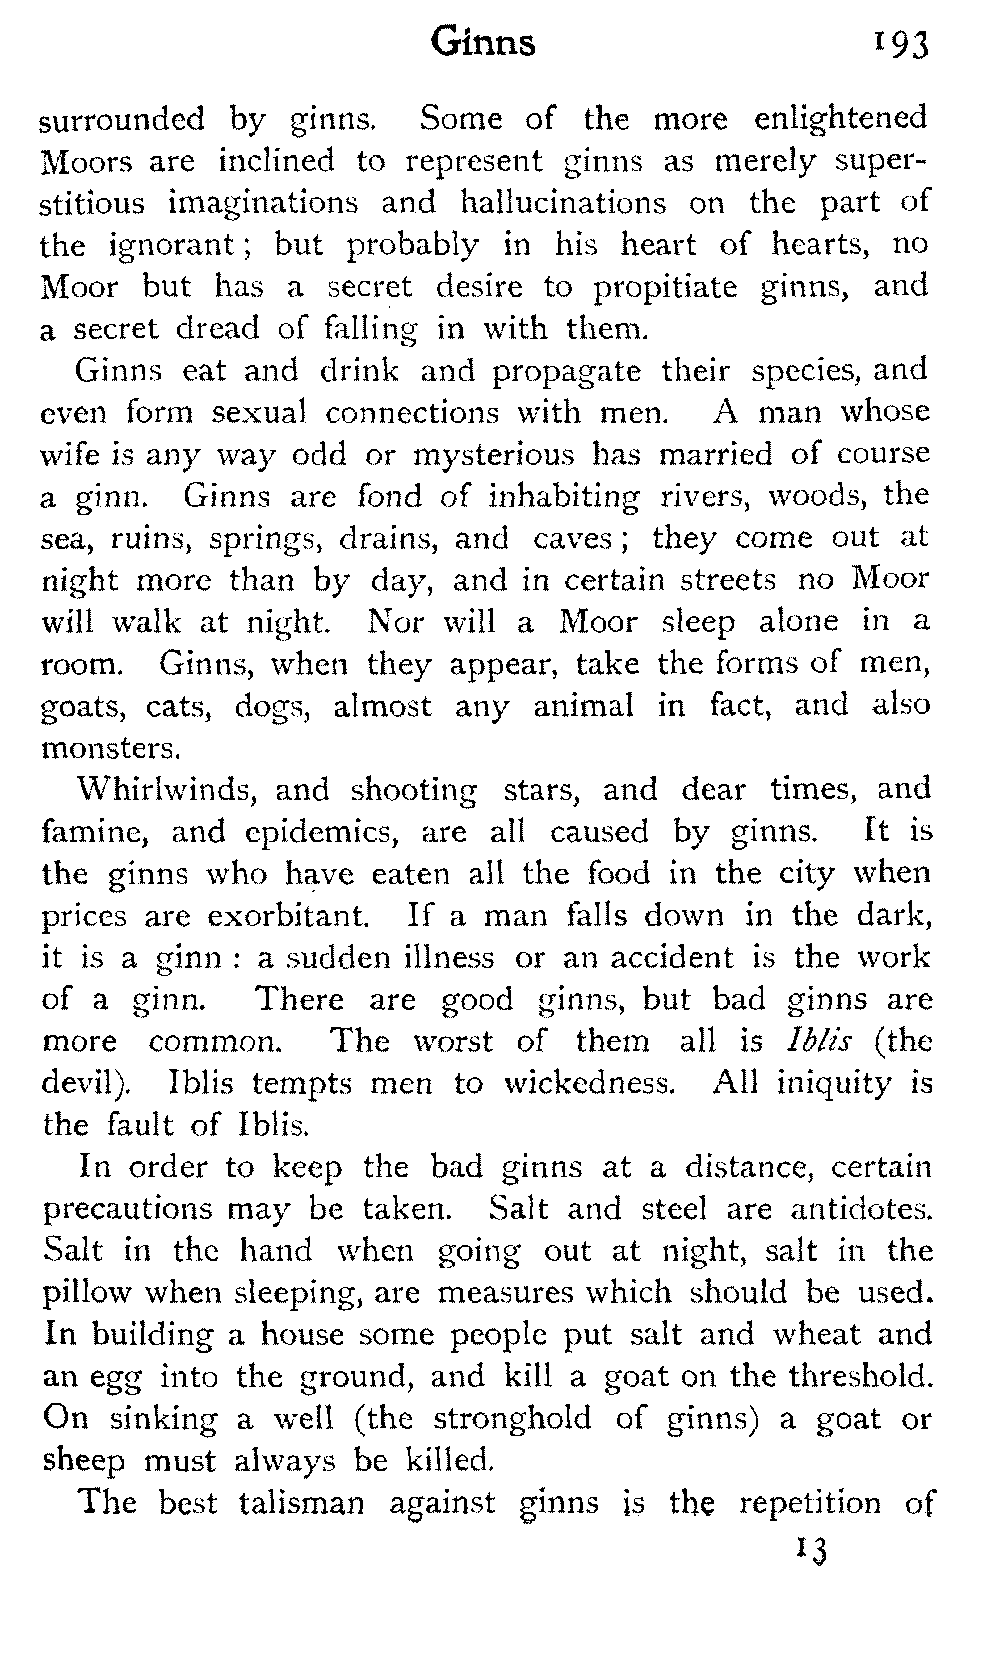 Ginns 193
surrounded by ginns. Some of the more enlightened
Moors are inclined to represent ginns as merely super-
stitious imaginations and hallucinations on the part of
the ignorant ; but probably in his heart of hearts, no
Moor but has a secret desire to propitiate ginns, and
a secret dread of falling in with them.
Ginns eat and drink and propagate their species, and
even form sexual connections with men. A man whose
wife is any way odd or mysterious has married of course
a ginn. Ginns are fond of inhabiting rivers, woods, the
sea, ruins, springs, drains, and caves ; they come out at
night more than by day, and in certain streets no Moor
will walk at night. Nor will a Moor sleep alone in a
room. Ginns, when they appear, take the forms of men,
goats, cats, dogs, almost any animal in fact, and also
monsters.
Whirlwinds, and shooting stars, and dear times, and
famine, and epidemics, are all caused by ginns. It is
the ginns who have eaten all the food in the city when
prices are exorbitant. If a man falls down in the dark,
it is a ginn : a sudden illness or an accident is the work
of a ginn. There are good ginns, but bad ginns are
more common. The worst of them all is Iblis (the
devil). Iblis tempts men to wickedness. All iniquity is
the fault of Iblis.
In order to keep the bad ginns at a distance, certain
precautions may be taken. Salt and steel are antidotes.
Salt in the hand when going out at night, salt in the
pillow when sleeping, are measures which should be used.
In building a house some people put salt and wheat and
an egg into the ground, and kill a goat on the threshold.
On sinking a well (the stronghold of ginns) a goat or
sheep must always be killed.
The best talisman against ginns is the repetition of
13